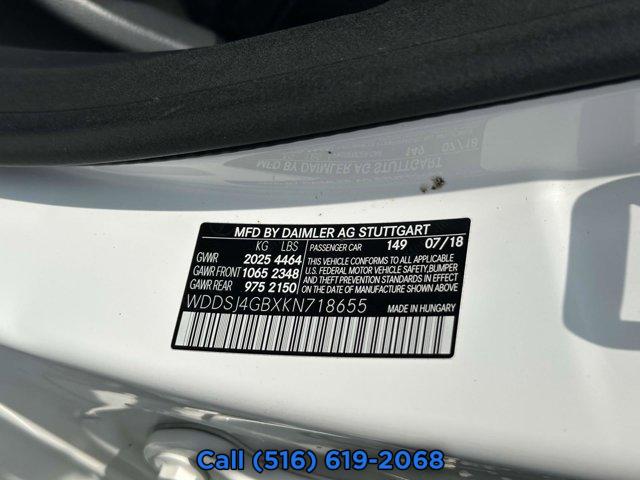 MFD BY DAIMLER AG STUTTGART
KG LBS PASSENGER CAR 149 07/18
GVWR 2025 4464 THIS VEHICLE CONFORMS TO ALL APPLICABLE
GAWR FRONT 1065 2348 U.S. FEDERAL MOTOR VEHICLE SAFETY,BUMPER
GAWR REAR 975 2150 AND THEFT PREVENTION STANDARDS IN EFFECT
ON THE DATE OF MANUFACTURE SHOWN ABOVE.
WDDSJ4GBXKN718655 MADE IN HUNGARY
Call (516) 619-2068